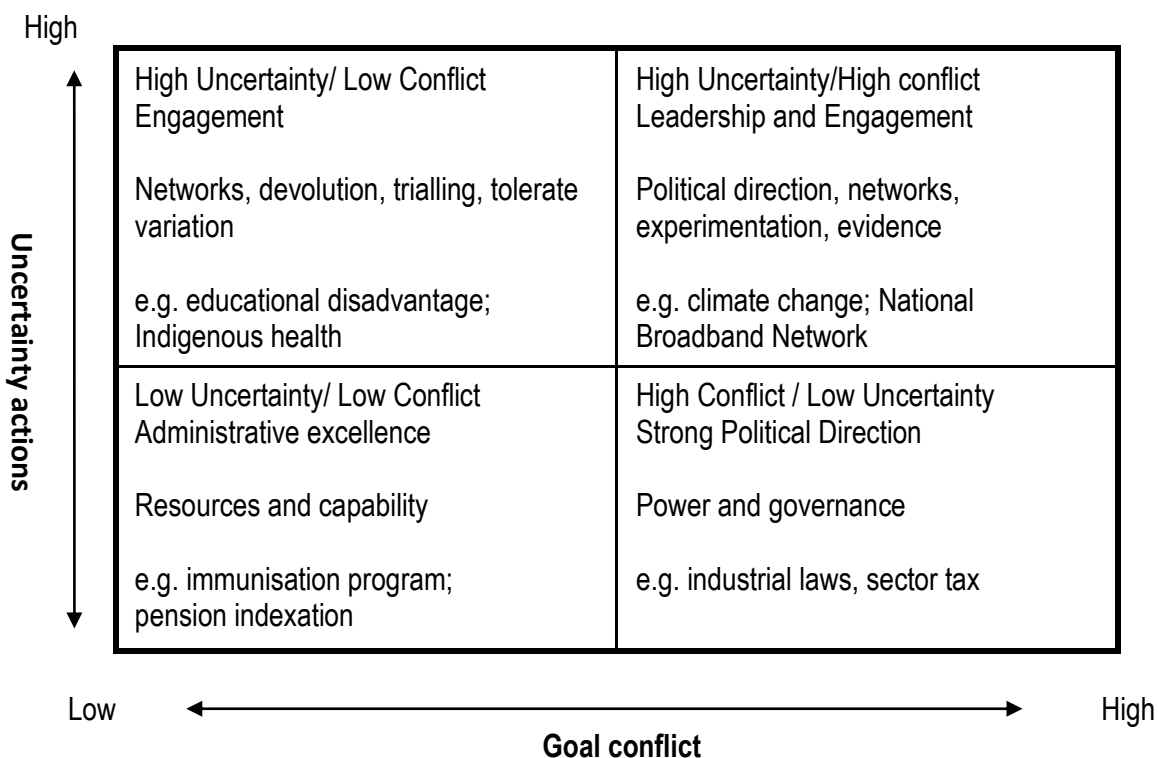 High
High Uncertainty/ Low Conflict
Engagement
Networks, devolution, trialling, tolerate
variation
e.g. educational disadvantage;
Indigenous health
High Uncertainty/High conflict
Leadership and Engagement
Political direction, networks,
experimentation, evidence
e.g. climate change; National
Broadband Network
Uncertainty actions
Low Uncertainty/ Low Conflict
Administrative excellence
Resources and capability
e.g. immunisation program;
pension indexation
High Conflict / Low Uncertainty
Strong Political Direction
Power and governance
e.g. industrial laws, sector tax
Low
High
Goal conflict